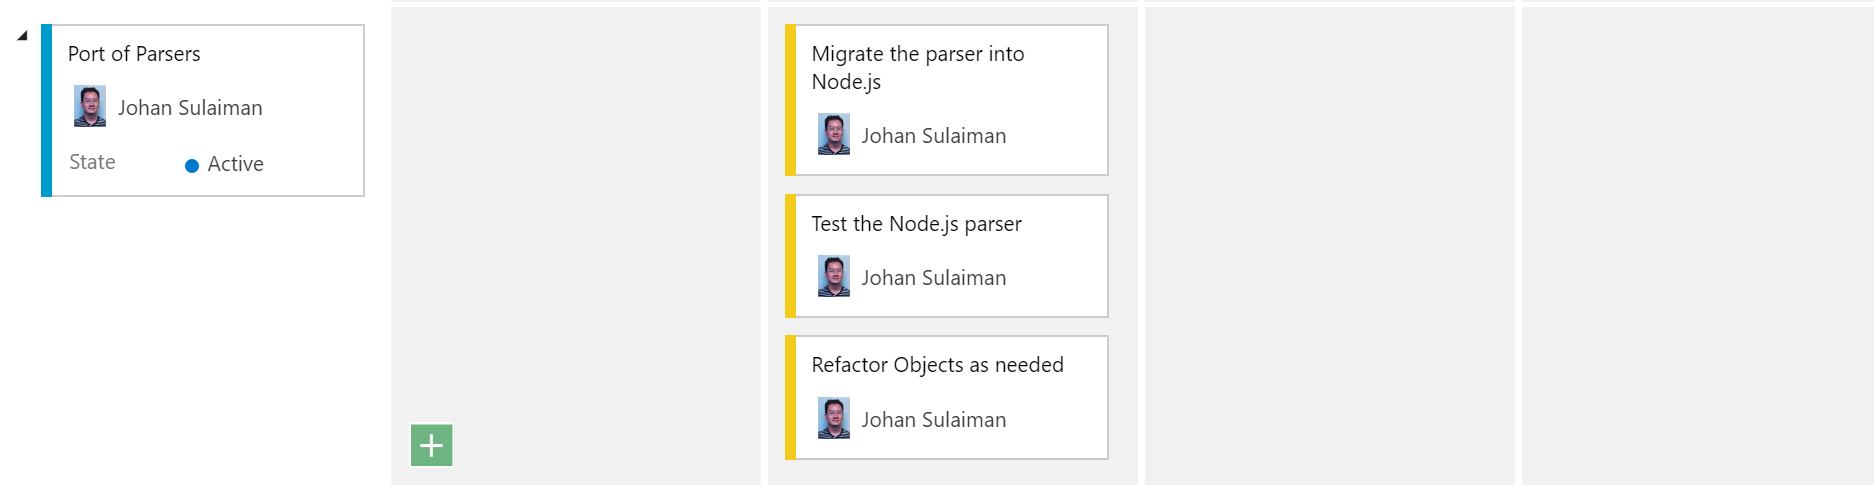 Port of Parsers
Johan Sulaiman
State
Active
Migrate the parser into
Node.js
Johan Sulaiman
Test the Node.js parser
Johan Sulaiman
Refactor Objects as needed
Johan Sulaiman